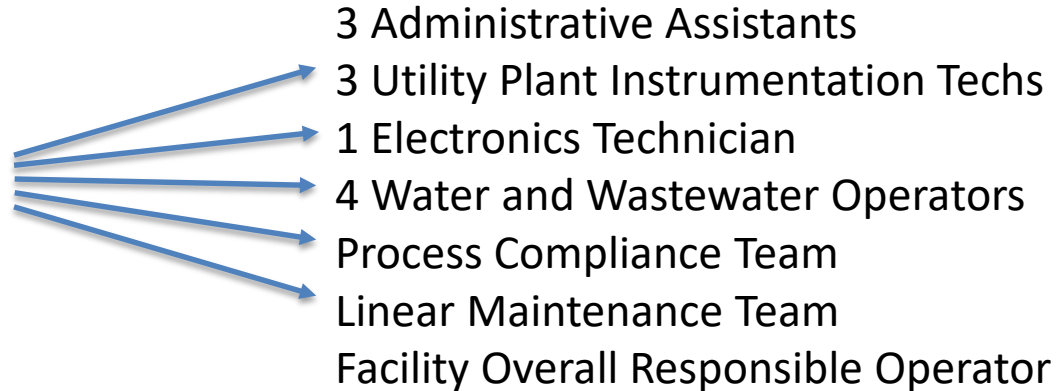 3 Administrative Assistants
3 Utility Plant Instrumentation Techs
1 Electronics Technician
4 Water and Wastewater Operators
Process Compliance Team
Linear Maintenance Team
Facility Overall Responsible Operator